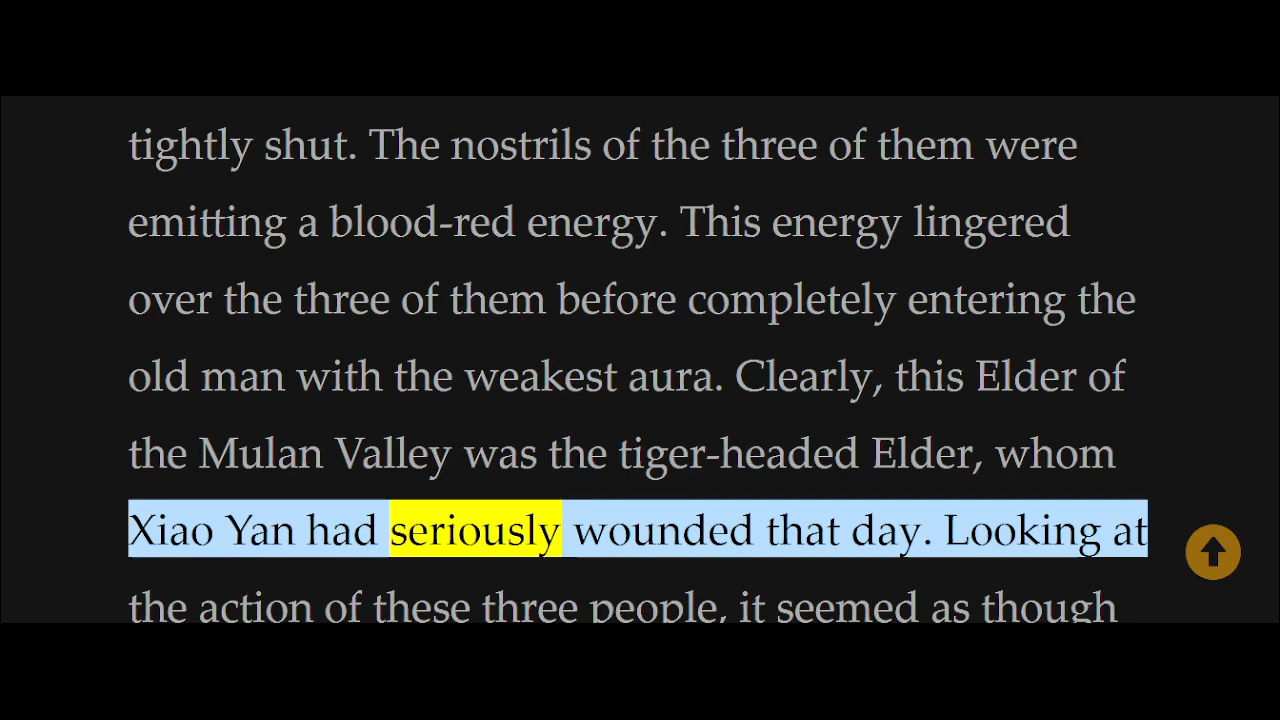 tightly shut. The nostrils of the three of them were
emitting a blood-red energy. This energy lingered
over the three of them before completely entering the
old man with the weakest aura. Clearly, this Elder of
the Mulan Valley was the tiger-headed Elder, whom
Xiao Yan had seriously wounded that day. Looking at
the action of these three people, it seemed as though